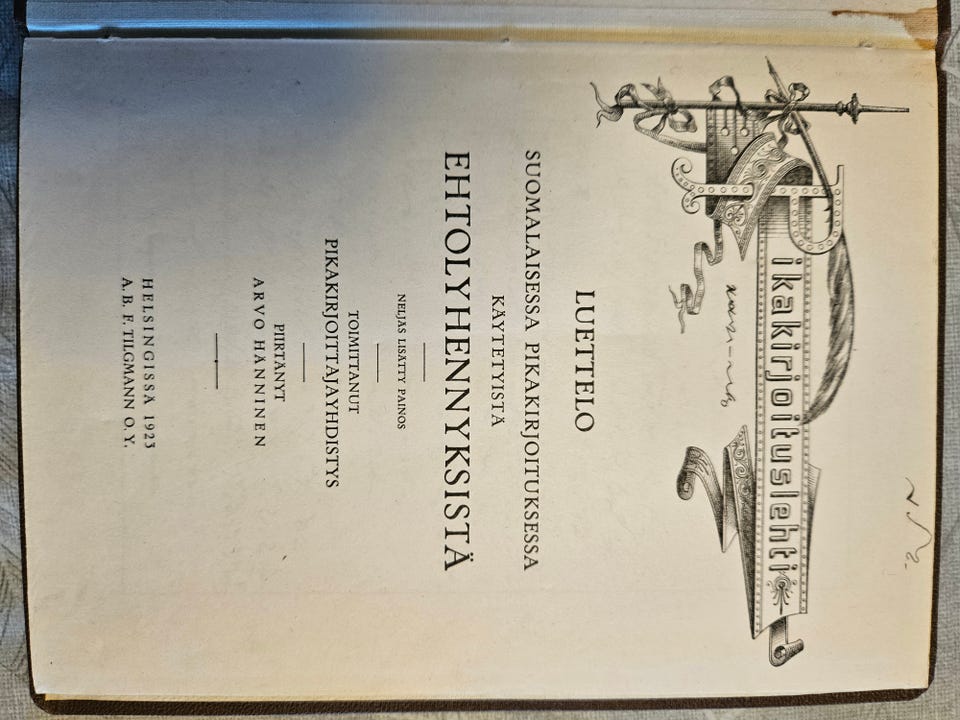 Pikakirjoituslehti
LUETTELO
SUOMALAISESSA PIKAKIRJOITUKSESSA
KÄYTETYISTÄ
EHTOLYHENNYKSISTÄ
NELJÄS LISÄTTY PAINOS
TOIMITTANUT
PIKAKIRJOITTAJAYHDISTYS
PIIRTÄNYT
ARVO HÄNNINEN
HELSINGISSÄ 1923
A. B. F. TILGMANN O. Y.